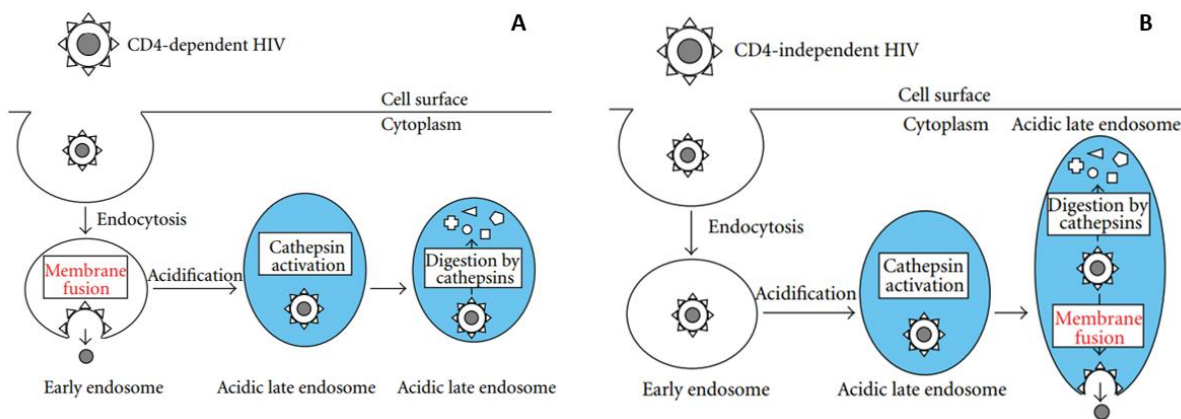 A
CD4-dependent HIV
Cell surface
Cytoplasm
Endocytosis
Membrane
fusion
Acidification
Cathepsin
activation
Digestion by
cathepsins
Early endosome
Acidic late endosome
Acidic late endosome
B
CD4-independent HIV
Cell surface
Cytoplasm
Acidic late endosome
Endocytosis
Digestion by
cathepsins
Acidification
Cathepsin
activation
Membrane
fusion
Early endosome
Acidic late endosome